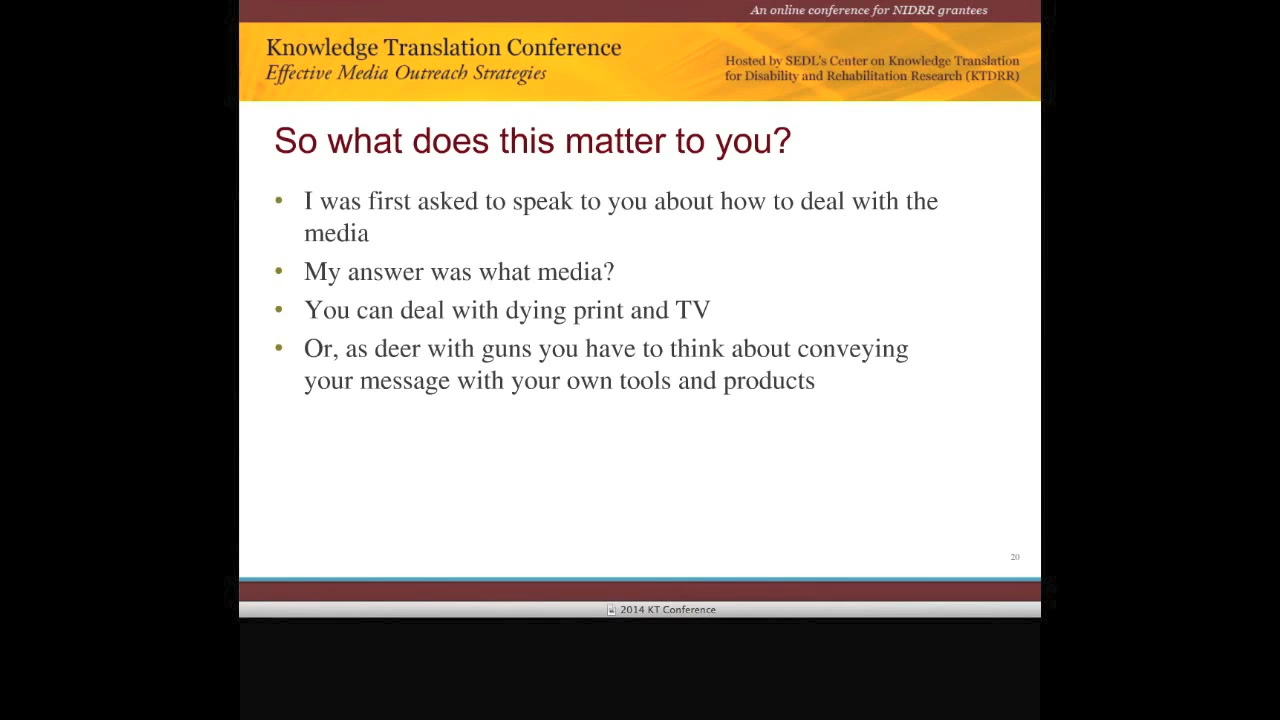 An online conference for NIDRR grantees
Knowledge Translation Conference
Effective Media Outreach Strategies
Hosted by SEDL's Center on Knowledge Translation
for Disability and Rehabilitation Research (KTDRR)
So what does this matter to you?
• I was first asked to speak to you about how to deal with the
media
• My answer was what media?
• You can deal with dying print and TV
• Or, as deer with guns you have to think about conveying
your message with your own tools and products
20
2014 KT Conference